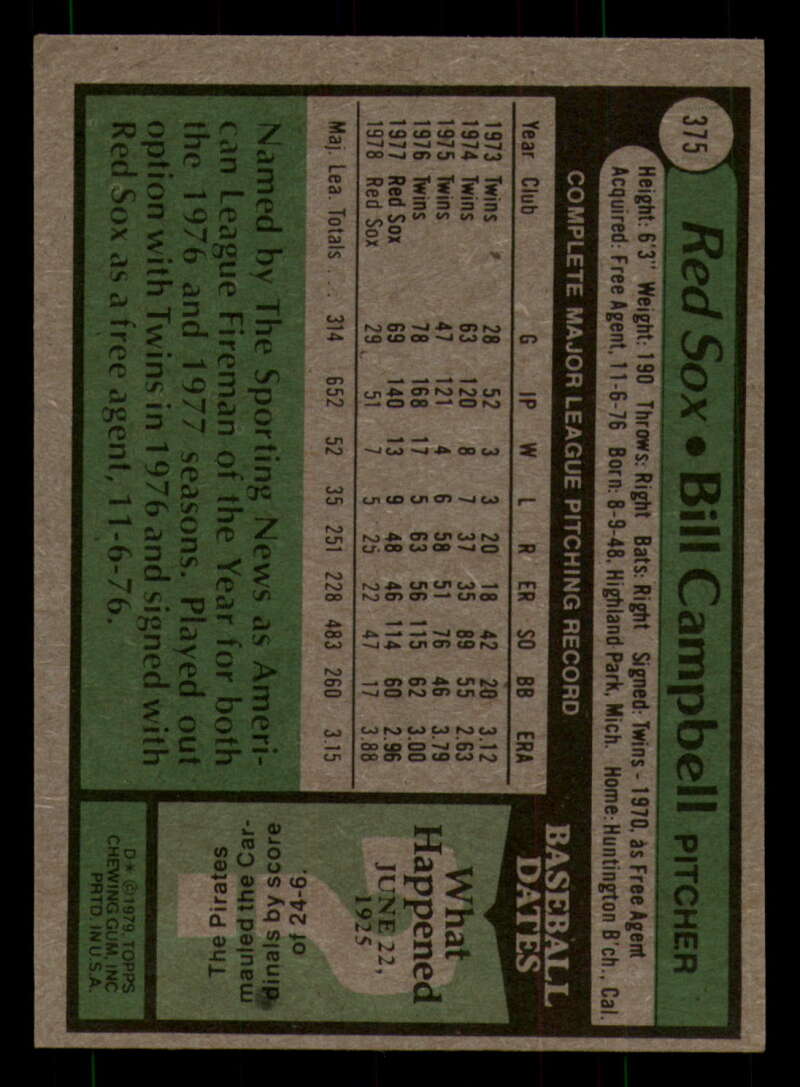 375
Red Sox • Bill Campbell PITCHER
Height: 6'3" Weight: 190 Throws: Right Bats: Right Signed: Twins - 1970, as Free Agent
Acquired: Free Agent, 11-6-76 Born: 8-9-48, Highland Park, Mich. Home: Huntington B'ch., Cal.
COMPLETE MAJOR LEAGUE PITCHING RECORD
Year Club G IP W L R ER SO BB ERA
1973 Twins 28 52 3 3 20 18 42 20 3.12
1974 Twins 63 120 8 7 37 35 89 55 2.63
1975 Twins 47 121 4 6 58 51 76 46 3.79
1976 Twins 78 168 17 5 63 56 115 62 3.00
1977 Red Sox 69 140 13 9 48 46 114 60 2.96
1978 Red Sox 29 51 7 5 25 22 47 17 3.88
Maj. Lea. Totals . . . 314 652 52 35 251 228 483 260 3.15
Named by The Sporting News as Ameri-
can League Fireman of the Year for both
the 1976 and 1977 seasons. Played out
option with Twins in 1976 and signed with
Red Sox as a free agent, 11-6-76.
BASEBALL
DATES
What
Happened
JUNE 22,
1925
The Pirates
mauled the Car-
dinals by score
of 24-6.
D* ©1979 TOPPS
CHEWING GUM, INC
PRTD IN U.S.A.